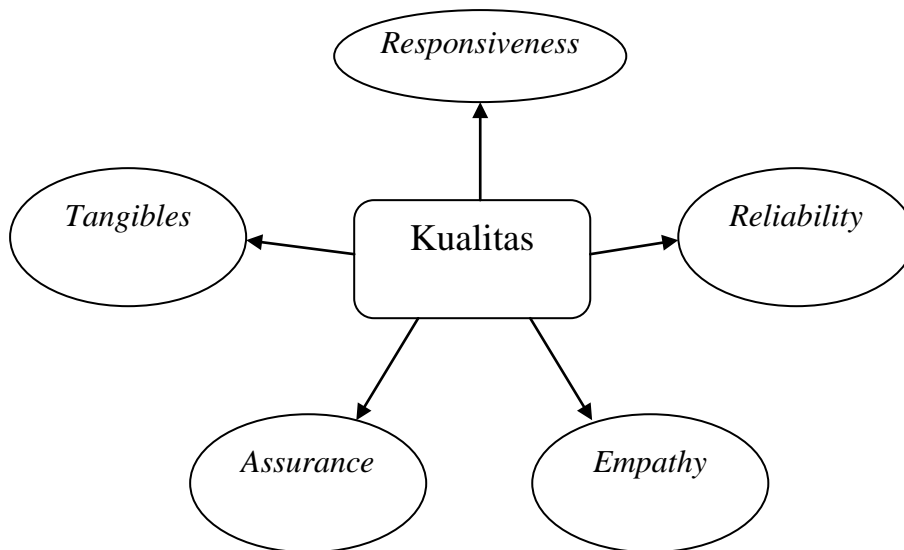 Responsiveness
Tangibles
Kualitas
Reliability
Assurance
Empathy